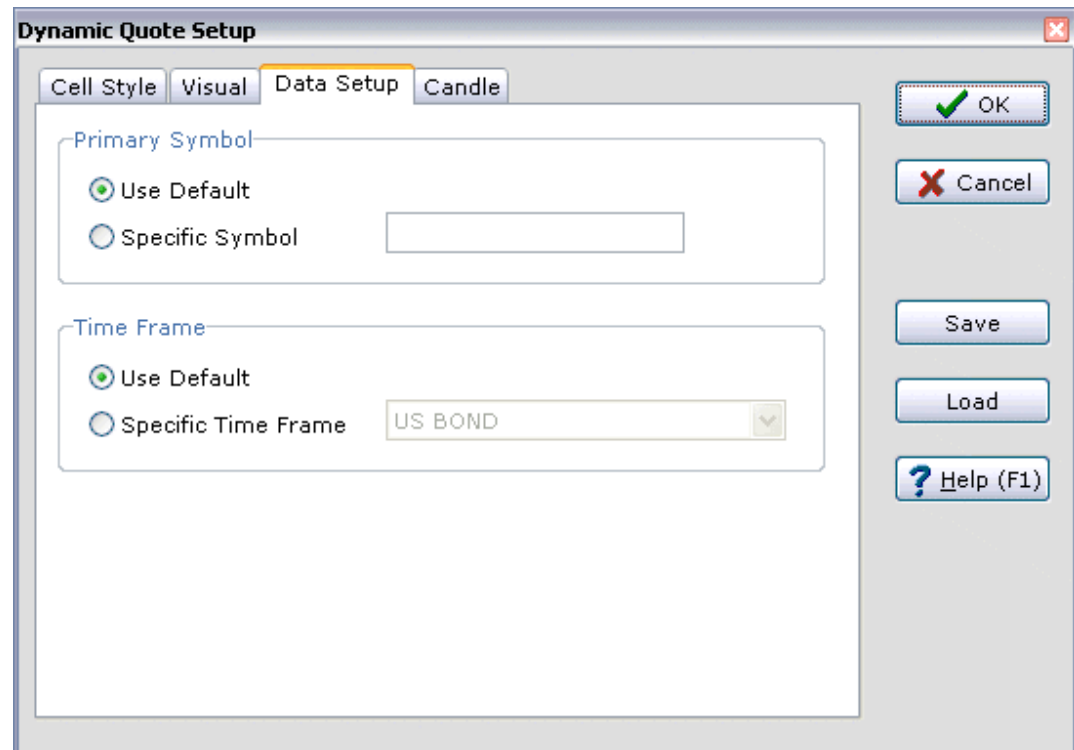 Dynamic Quote Setup
Cell Style Visual Data Setup Candle
OK
Primary Symbol
Use Default
Cancel
Specific Symbol
Time Frame
Save
Use Default
Load
Specific Time Frame US BOND
? Help (F1)